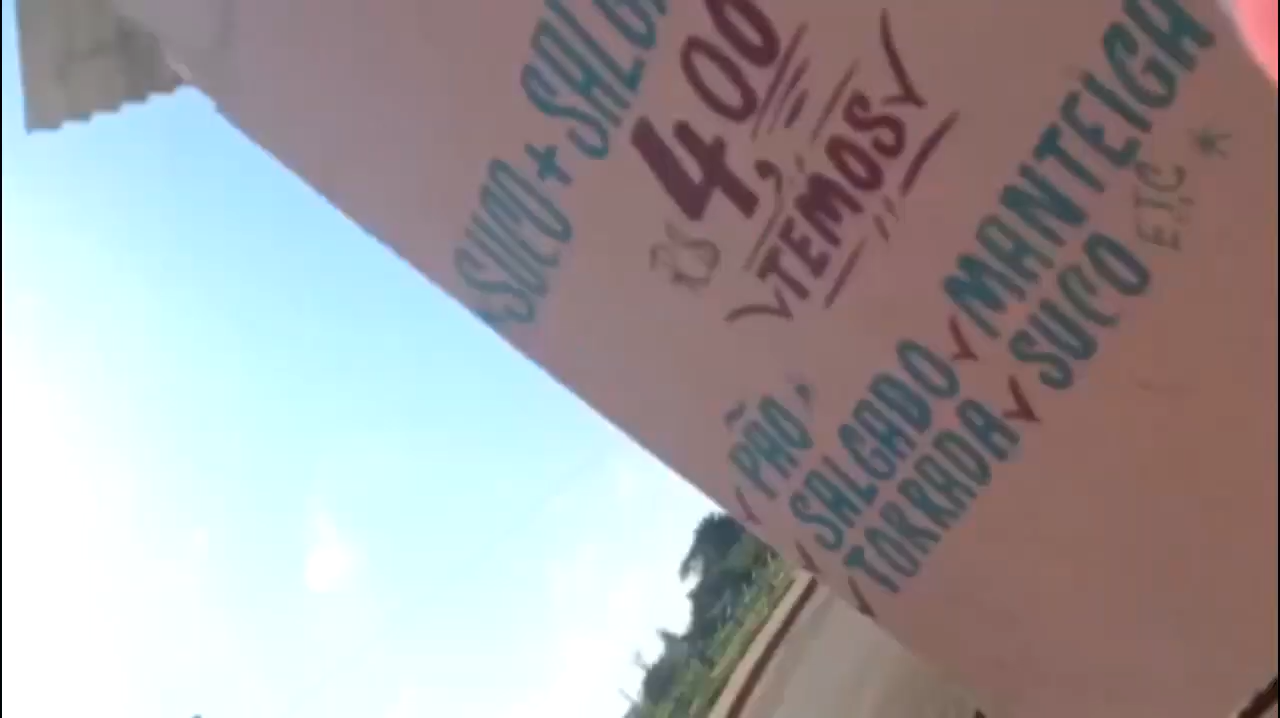 SUCO + SALG
R$ 4,00
TEMOS
PÃO,
SALGADO ✓ MANTEIGA
TORRADA ✓ SUCO ETC *